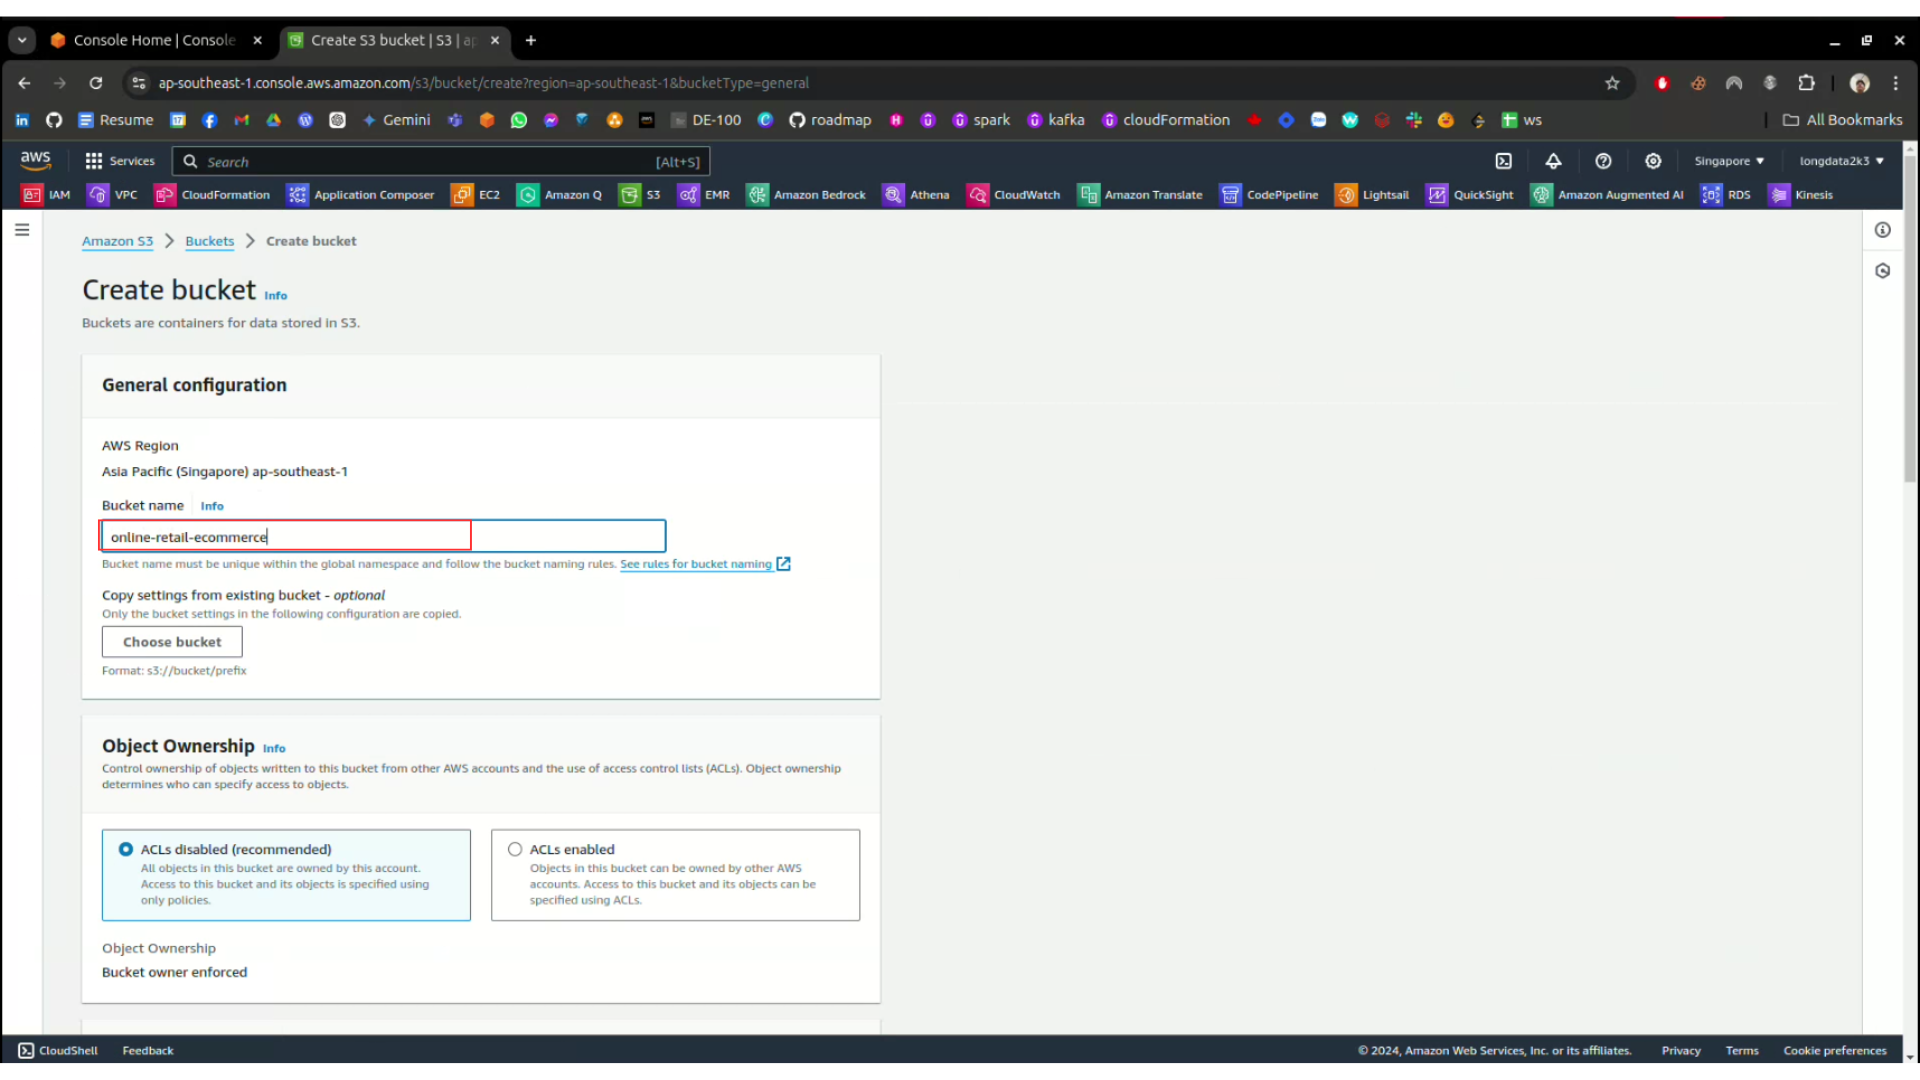 Console Home | Console
Create S3 bucket | S3 | ap
ap-southeast-1.console.aws.amazon.com/s3/bucket/create?region=ap-southeast-1&bucketType=general
Resume
Gemini
DE-100
roadmap
spark
kafka
cloudFormation
ws
All Bookmarks
aws
Services
Search
[Alt+S]
Singapore
longdata2k3
IAM
VPC
CloudFormation
Application Composer
EC2
Amazon Q
S3
EMR
Amazon Bedrock
Athena
CloudWatch
Amazon Translate
CodePipeline
Lightsail
QuickSight
Amazon Augmented AI
RDS
Kinesis
Amazon S3 > Buckets > Create bucket
Create bucket Info
Buckets are containers for data stored in S3.
General configuration
AWS Region
Asia Pacific (Singapore) ap-southeast-1
Bucket name Info
online-retail-ecommerce
Bucket name must be unique within the global namespace and follow the bucket naming rules. See rules for bucket naming
Copy settings from existing bucket - optional
Only the bucket settings in the following configuration are copied.
Choose bucket
Format: s3://bucket/prefix
Object Ownership Info
Control ownership of objects written to this bucket from other AWS accounts and the use of access control lists (ACLs). Object ownership
determines who can specify access to objects.
ACLs disabled (recommended)
All objects in this bucket are owned by this account.
Access to this bucket and its objects is specified using
only policies.
ACLs enabled
Objects in this bucket can be owned by other AWS
accounts. Access to this bucket and its objects can be
specified using ACLs.
Object Ownership
Bucket owner enforced
CloudShell
Feedback
© 2024, Amazon Web Services, Inc. or its affiliates.
Privacy
Terms
Cookie preferences